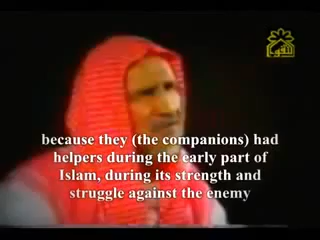 because they (the companions) had
helpers during the early part of
Islam, during its strength and
struggle against the enemy